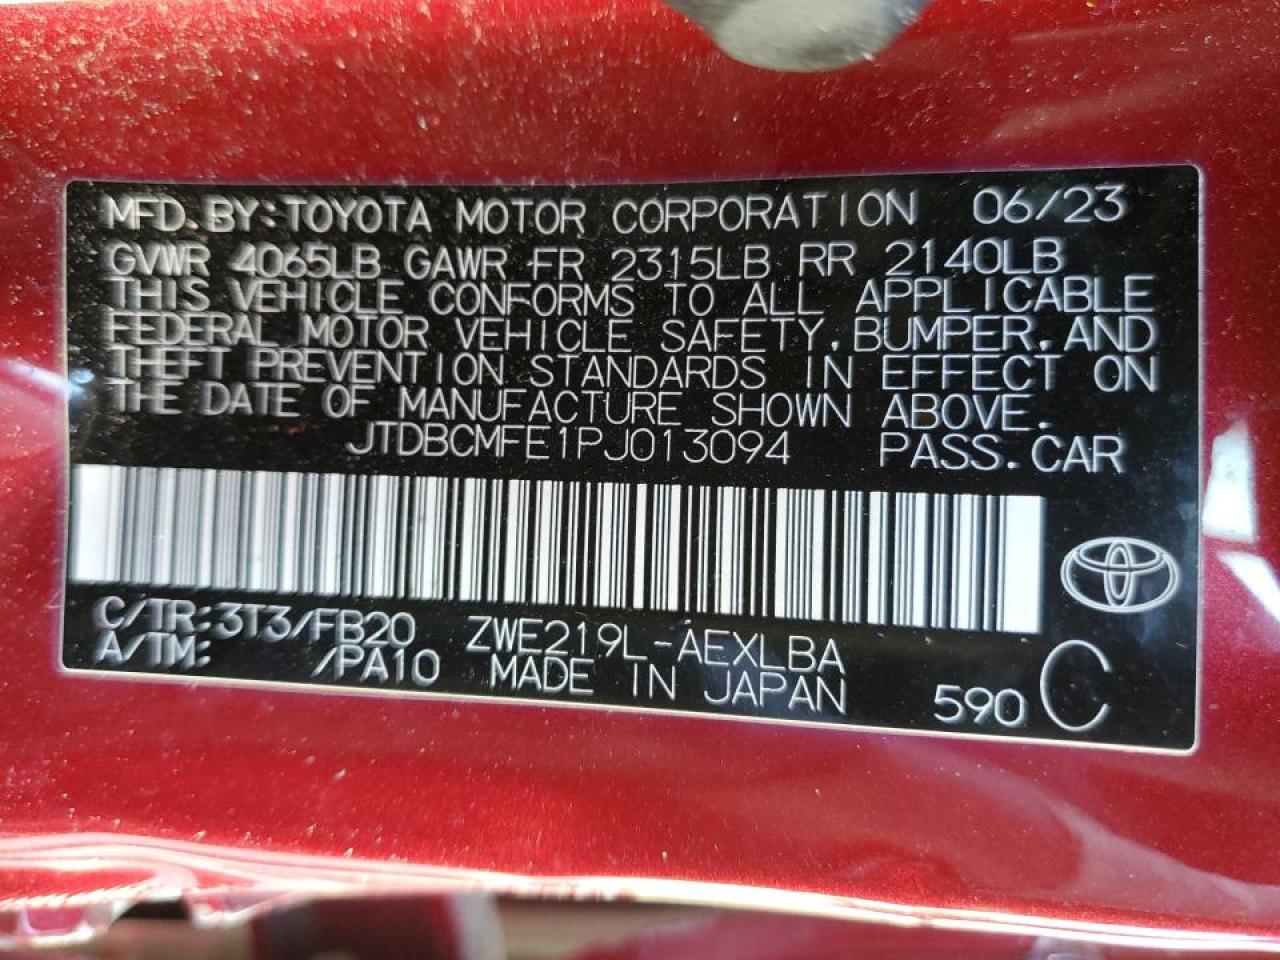 MFD.BY:TOYOTA MOTOR CORPORATION 06/23
GVWR 4065LB GAWR FR 2315LB RR 2140LB
THIS VEHICLE CONFORMS TO ALL APPLICABLE
FEDERAL MOTOR VEHICLE SAFETY,BUMPER,AND
THEFT PREVENTION STANDARDS IN EFFECT ON
THE DATE OF MANUFACTURE SHOWN ABOVE.
JTDBCMFE1PJ013094 PASS.CAR
C/TR:3T3/FB20 ZWE219L-AEXLBA
A/TM: /PA10 MADE IN JAPAN 590 C